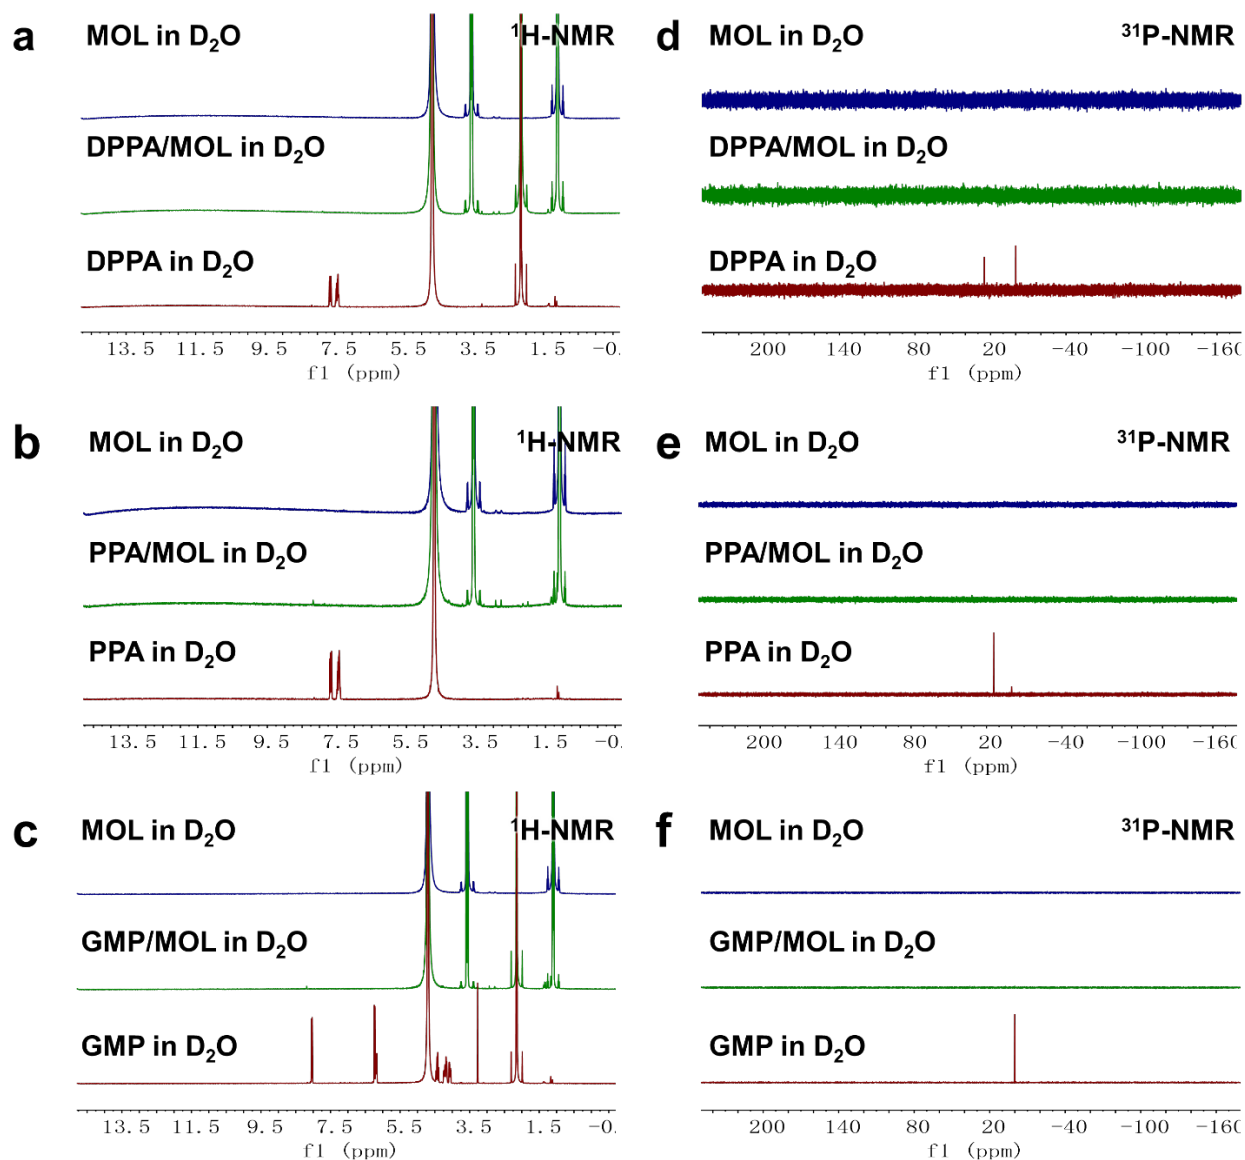 a MOL in D₂O ¹H-NMR
DPPA/MOL in D₂O
DPPA in D₂O
13.5 11.5 9.5 7.5 5.5 3.5 1.5 -0.
f1 (ppm)
d MOL in D₂O ³¹P-NMR
DPPA/MOL in D₂O
DPPA in D₂O
200 140 80 20 -40 -100 -160
f1 (ppm)
b MOL in D₂O ¹H-NMR
PPA/MOL in D₂O
PPA in D₂O
13.5 11.5 9.5 7.5 5.5 3.5 1.5 -0.
f1 (ppm)
e MOL in D₂O ³¹P-NMR
PPA/MOL in D₂O
PPA in D₂O
200 140 80 20 -40 -100 -160
f1 (ppm)
c MOL in D₂O ¹H-NMR
GMP/MOL in D₂O
GMP in D₂O
13.5 11.5 9.5 7.5 5.5 3.5 1.5 -0.
f1 (ppm)
f MOL in D₂O ³¹P-NMR
GMP/MOL in D₂O
GMP in D₂O
200 140 80 20 -40 -100 -160
f1 (ppm)